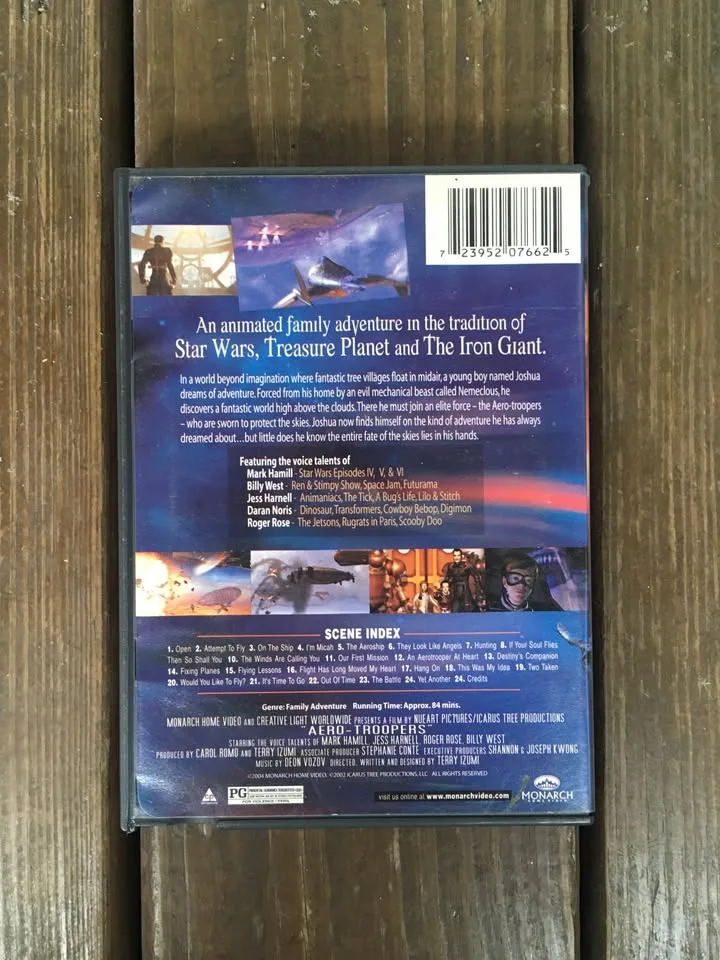 7 23952 07662 5
An animated family adventure in the tradition of
Star Wars, Treasure Planet and The Iron Giant.
In a world beyond imagination where fantastic tree villages float in midair, a young boy named Joshua
dreams of adventure. Forced from his home by an evil mechanical beast called Nemeclous, he
discovers a fantastic world high above the clouds. There he must join an elite force – the Aero-troopers
– who are sworn to protect the skies. Joshua now finds himself on the kind of adventure he has always
dreamed about...but little does he know the entire fate of the skies lies in his hands.
Featuring the voice talents of
Mark Hamill - Star Wars Episodes IV, V, & VI
Billy West - Ren & Stimpy Show, Space Jam, Futurama
Jess Harnell - Animaniacs, The Tick, A Bug's Life, Lilo & Stitch
Daran Noris - Dinosaur, Transformers, Cowboy Bebop, Digimon
Roger Rose - The Jetsons, Rugrats in Paris, Scooby Doo
SCENE INDEX
1. Open 2. Attempt To Fly 3. On The Ship 4. I'm Micah 5. The Aeroship 6. They Look Like Angels 7. Hunting 8. If Your Soul Flies
Then So Shall You 10. The Winds Are Calling You 11. Our First Mission 12. An Aerotrooper At Heart 13. Destiny's Companion
14. Fixing Planes 15. Flying Lessons 16. Flight Has Long Moved My Heart 17. Hang On 18. This Was My Idea 19. Two Taken
20. Would You Like To Fly? 21. It's Time To Go 22. Out Of Time 23. The Battle 24. Yet Another 24. Credits
Genre: Family Adventure Running Time: Approx. 84 mins.
MONARCH HOME VIDEO AND CREATIVE LIGHT WORLDWIDE PRESENTS A FILM BY NUEART PICTURES/ICARUS TREE PRODUCTIONS
"AERO-TROOPERS"
STARRING THE VOICE TALENTS OF MARK HAMILL, JESS HARNELL, ROGER ROSE, BILLY WEST
PRODUCED BY CAROL ROMO AND TERRY IZUMI ASSOCIATE PRODUCER STEPHANIE CONTE EXECUTIVE PRODUCERS SHANNON & JOSEPH KWONG
MUSIC BY DEON VOZOV DIRECTED, WRITTEN AND DESIGNED BY TERRY IZUMI
©2004 MONARCH HOME VIDEO. ©2002 ICARUS TREE PRODUCTIONS, LLC ALL RIGHTS RESERVED
PG PARENTAL GUIDANCE SUGGESTED
visit us online at www.monarchvideo.com
MONARCH